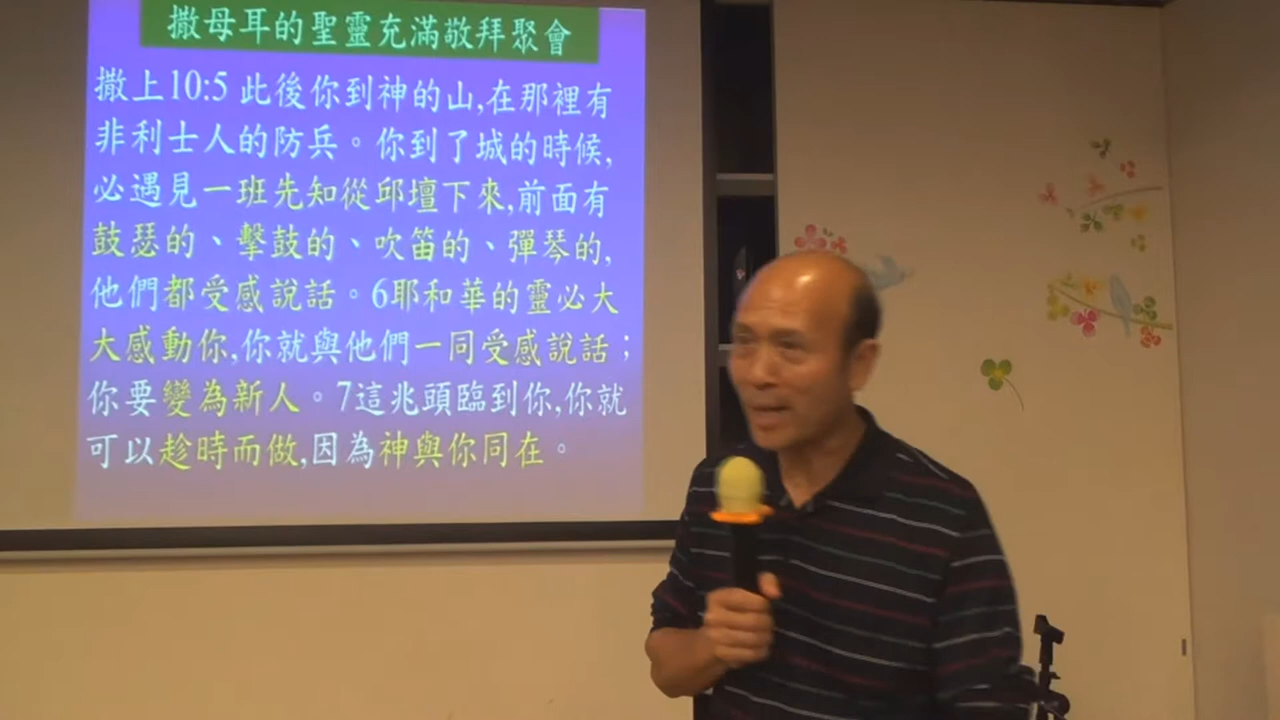 撒母耳的聖靈充滿敬拜聚會
撒上10:5 此後你到神的山,在那裡有
非利士人的防兵。你到了城的時候,
必遇見一班先知從邱壇下來,前面有
鼓瑟的、擊鼓的、吹笛的、彈琴的,
他們都受感說話。6耶和華的靈必大
大感動你,你就與他們一同受感說話；
你要變為新人。7這兆頭臨到你,你就
可以趁時而做,因為神與你同在。